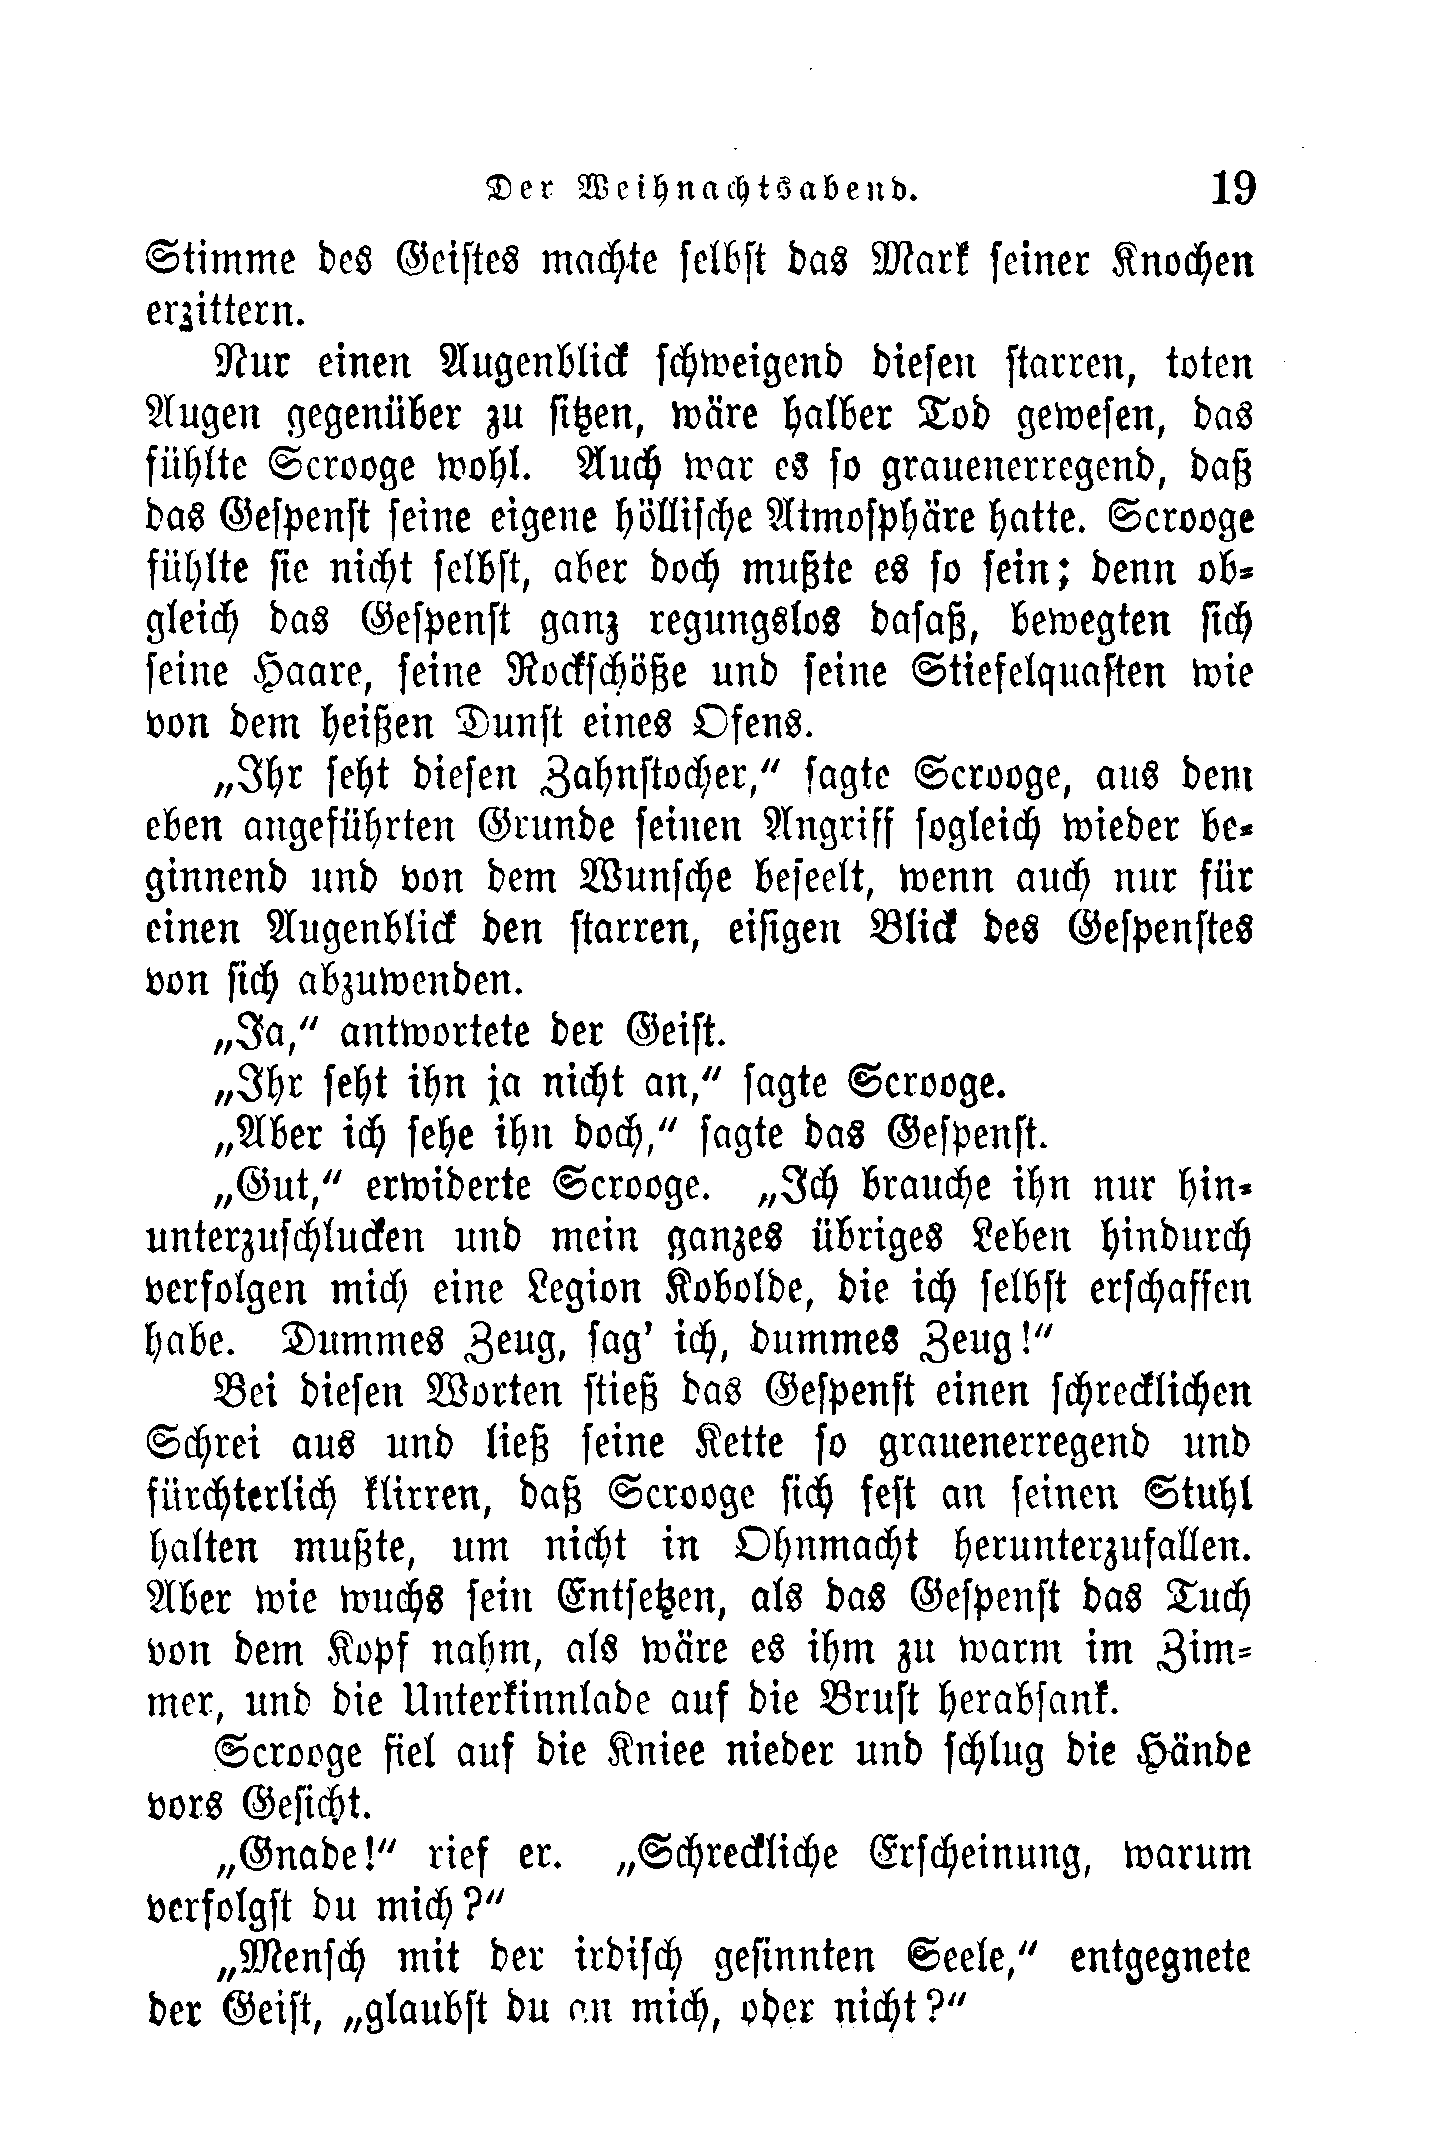 Der Weihnachtsabend. 19
Stimme des Geistes machte selbst das Mark seiner Knochen
erzittern.
Nur einen Augenblick schweigend diesen starren, toten
Augen gegenüber zu sitzen, wäre halber Tod gewesen, das
fühlte Scrooge wohl. Auch war es so grauenerregend, daß
das Gespenst seine eigene höllische Atmosphäre hatte. Scrooge
fühlte sie nicht selbst, aber doch mußte es so sein; denn ob-
gleich das Gespenst ganz regungslos dasaß, bewegten sich
seine Haare, seine Rockschöße und seine Stiefelquasten wie
von dem heißen Dunst eines Ofens.
„Ihr seht diesen Zahnstocher,“ sagte Scrooge, aus dem
eben angeführten Grunde seinen Angriff sogleich wieder be-
ginnend und von dem Wunsche beseelt, wenn auch nur für
einen Augenblick den starren, eisigen Blick des Gespenstes
von sich abzuwenden.
„Ja,“ antwortete der Geist.
„Ihr seht ihn ja nicht an,“ sagte Scrooge.
„Aber ich sehe ihn doch,“ sagte das Gespenst.
„Gut,“ erwiderte Scrooge. „Ich brauche ihn nur hin-
unterzuschlucken und mein ganzes übriges Leben hindurch
verfolgen mich eine Legion Kobolde, die ich selbst erschaffen
habe. Dummes Zeug, sag' ich, dummes Zeug!“
Bei diesen Worten stieß das Gespenst einen schrecklichen
Schrei aus und ließ seine Kette so grauenerregend und
fürchterlich klirren, daß Scrooge sich fest an seinen Stuhl
halten mußte, um nicht in Ohnmacht herunterzufallen.
Aber wie wuchs sein Entsetzen, als das Gespenst das Tuch
von dem Kopf nahm, als wäre es ihm zu warm im Zim-
mer, und die Unterkinnlade auf die Brust herabsank.
Scrooge fiel auf die Kniee nieder und schlug die Hände
vors Gesicht.
„Gnade!“ rief er. „Schreckliche Erscheinung, warum
verfolgst du mich?“
„Mensch mit der irdisch gesinnten Seele,“ entgegnete
der Geist, „glaubst du an mich, oder nicht?“